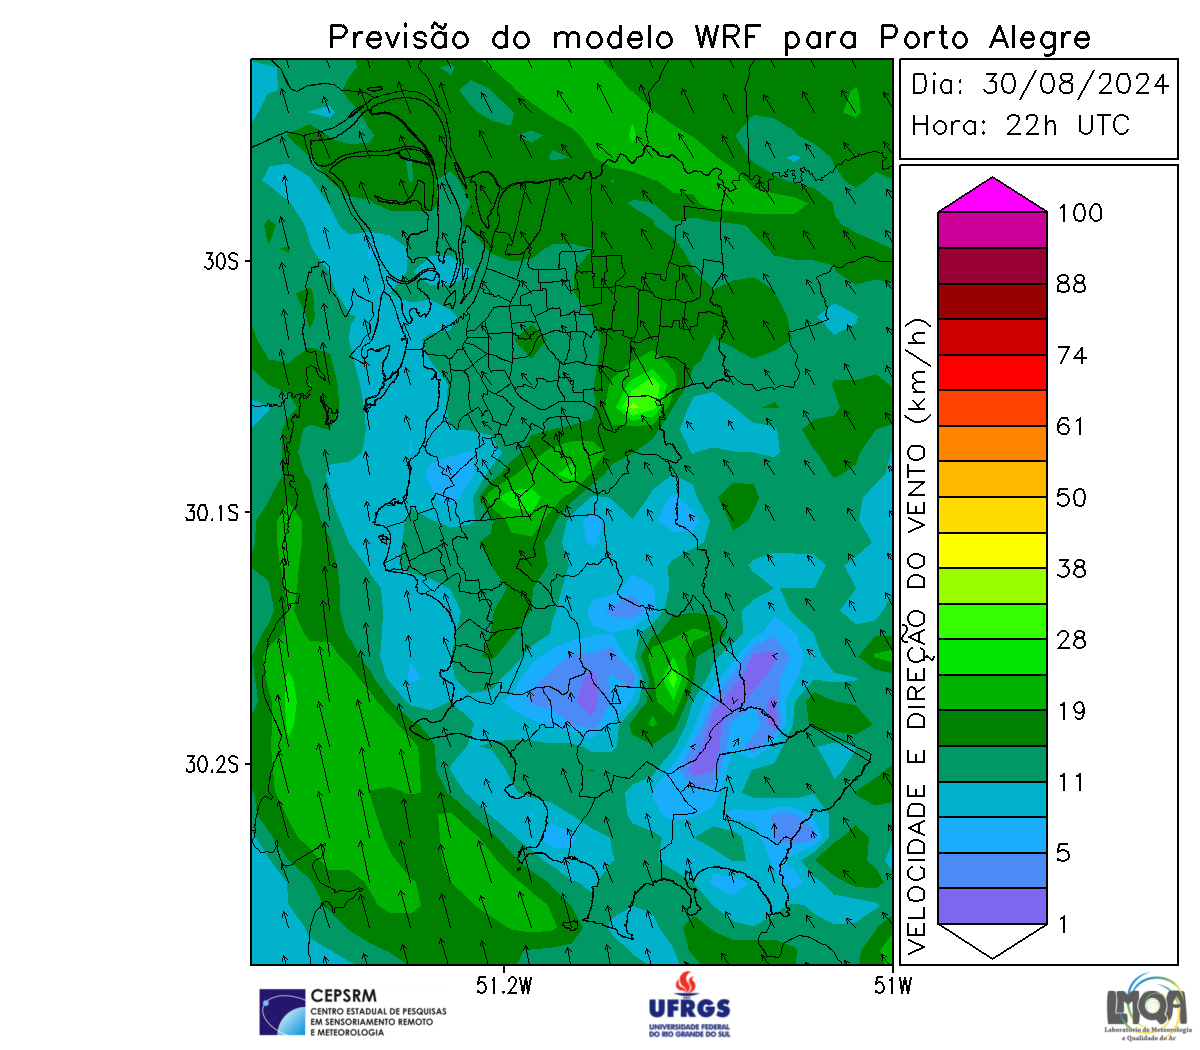 Previsão do modelo WRF para Porto Alegre
Dia: 30/08/2024
Hora: 22h UTC
100
88
74
61
50
38
28
19
11
5
1
VELOCIDADE E DIREÇÃO DO VENTO (km/h)
30S
30.1S
30.2S
51.2W
51W
CEPSRM
CENTRO ESTADUAL DE PESQUISAS
EM SENSORIAMENTO REMOTO
E METEOROLOGIA
UFRGS
UNIVERSIDADE FEDERAL
DO RIO GRANDE DO SUL
LMQA
Laboratório de Meteorologia
e Qualidade do Ar